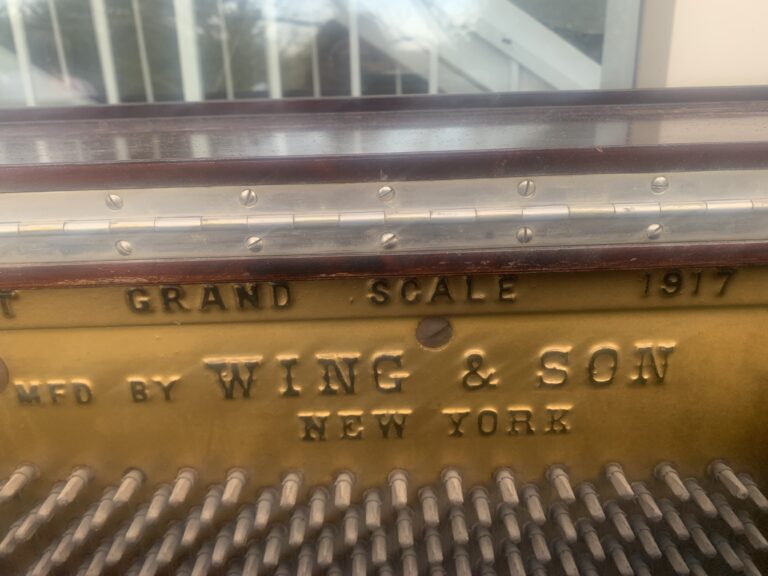 T GRAND SCALE 1917
MFD BY WING & SON
NEW YORK